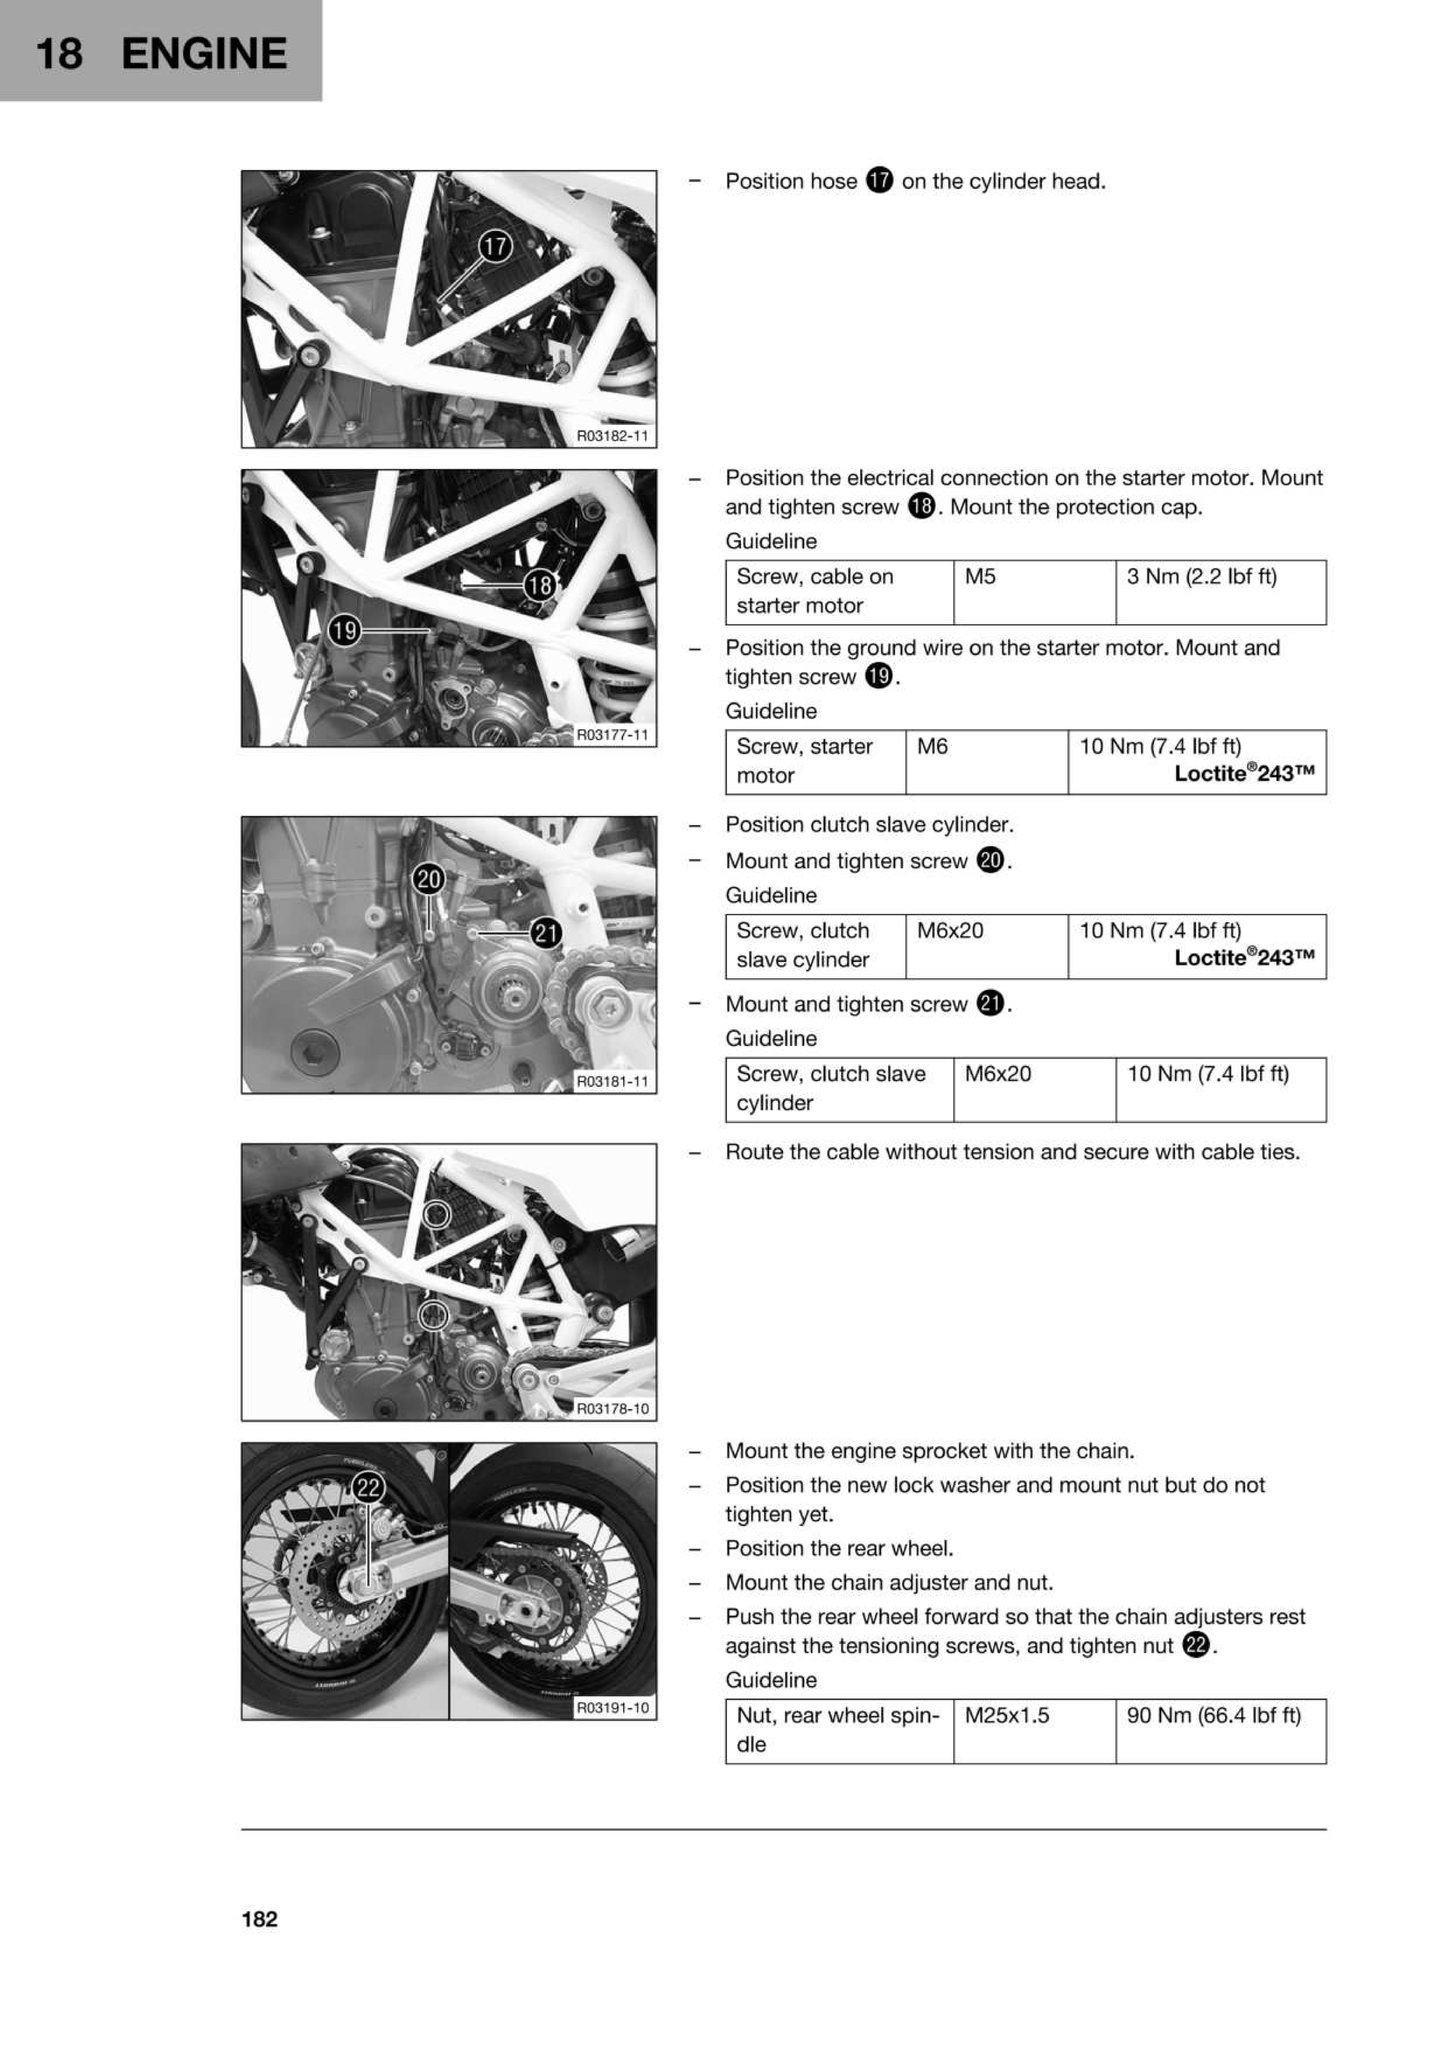 18 ENGINE
17
R03182-11
– Position hose 17 on the cylinder head.
18
19
R03177-11
– Position the electrical connection on the starter motor. Mount
and tighten screw 18. Mount the protection cap.
Guideline
Screw, cable on M5 3 Nm (2.2 lbf ft)
starter motor
– Position the ground wire on the starter motor. Mount and
tighten screw 19.
Guideline
Screw, starter M6 10 Nm (7.4 lbf ft)
motor Loctite®243™
20
21
R03181-11
– Position clutch slave cylinder.
– Mount and tighten screw 20.
Guideline
Screw, clutch M6x20 10 Nm (7.4 lbf ft)
slave cylinder Loctite®243™
– Mount and tighten screw 21.
Guideline
Screw, clutch slave M6x20 10 Nm (7.4 lbf ft)
cylinder
R03178-10
– Route the cable without tension and secure with cable ties.
22
R03191-10
– Mount the engine sprocket with the chain.
– Position the new lock washer and mount nut but do not
tighten yet.
– Position the rear wheel.
– Mount the chain adjuster and nut.
– Push the rear wheel forward so that the chain adjusters rest
against the tensioning screws, and tighten nut 22.
Guideline
Nut, rear wheel spin- M25x1.5 90 Nm (66.4 lbf ft)
dle
182